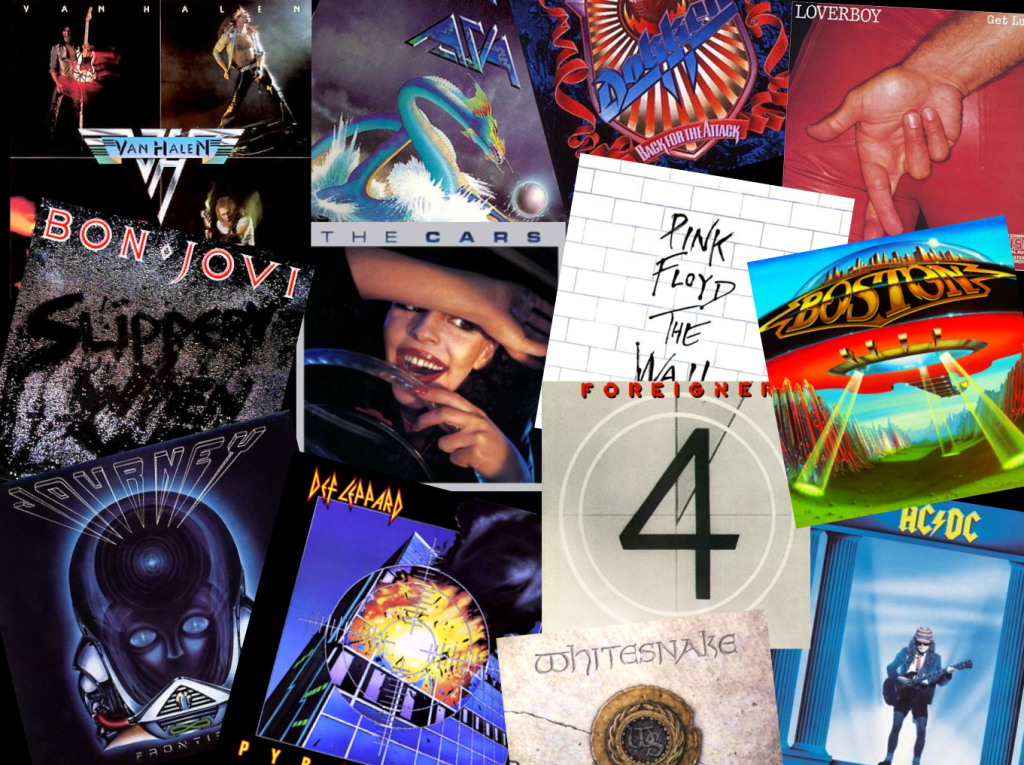 VAN HALEN
VAN HALEN
ASIA
Dokken
BACK FOR THE ATTACK
LOVERBOY
Get Lu
BON JOVI
SLIPPERY
WHEN
THE CARS
PINK
FLOYD
THE
WALL
BOSTON
FOREIGNER
4
JOURNEY
FRONTIE
DEF LEPPARD
PYR
WHITESNAKE
AC/DC